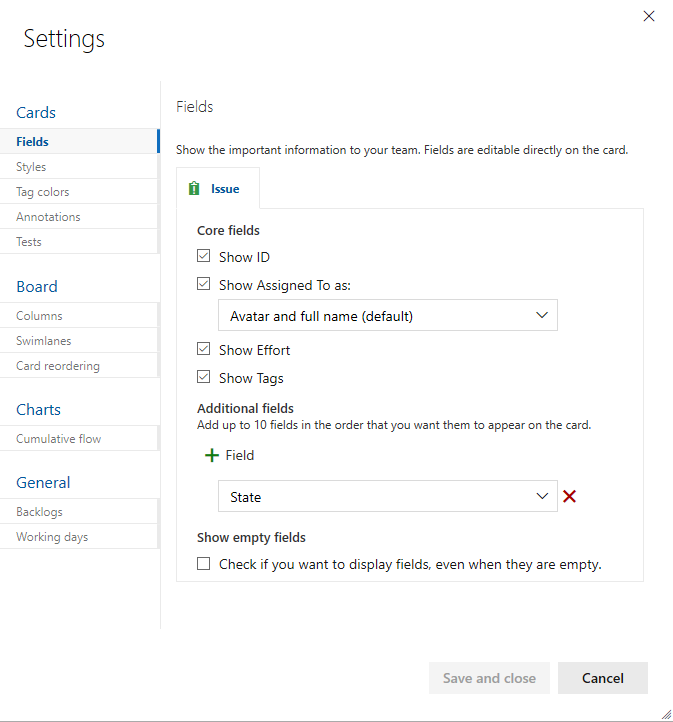 Settings
Cards
Fields
Styles
Tag colors
Annotations
Tests
Board
Columns
Swimlanes
Card reordering
Charts
Cumulative flow
General
Backlogs
Working days
Fields
Show the important information to your team. Fields are editable directly on the card.
Issue
Core fields
Show ID
Show Assigned To as:
Avatar and full name (default)
Show Effort
Show Tags
Additional fields
Add up to 10 fields in the order that you want them to appear on the card.
Field
State
Show empty fields
Check if you want to display fields, even when they are empty.
Save and close
Cancel